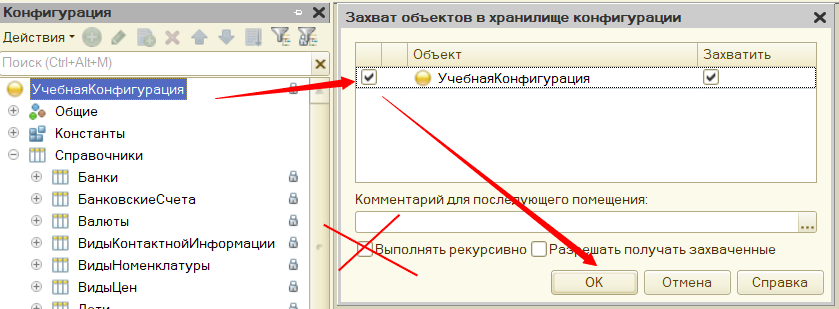 Конфигурация
Действия
Поиск (Ctrl+Alt+M)
УчебнаяКонфигурация
Общие
Константы
Справочники
Банки
БанковскиеСчета
Валюты
ВидыКонтактнойИнформации
ВидыНоменклатуры
ВидыЦен
Захват объектов в хранилище конфигурации
Объект Захватить
УчебнаяКонфигурация
Комментарий для последующего помещения:
...
Выполнять рекурсивно Разрешать получать захваченные
ОК Отмена Справка